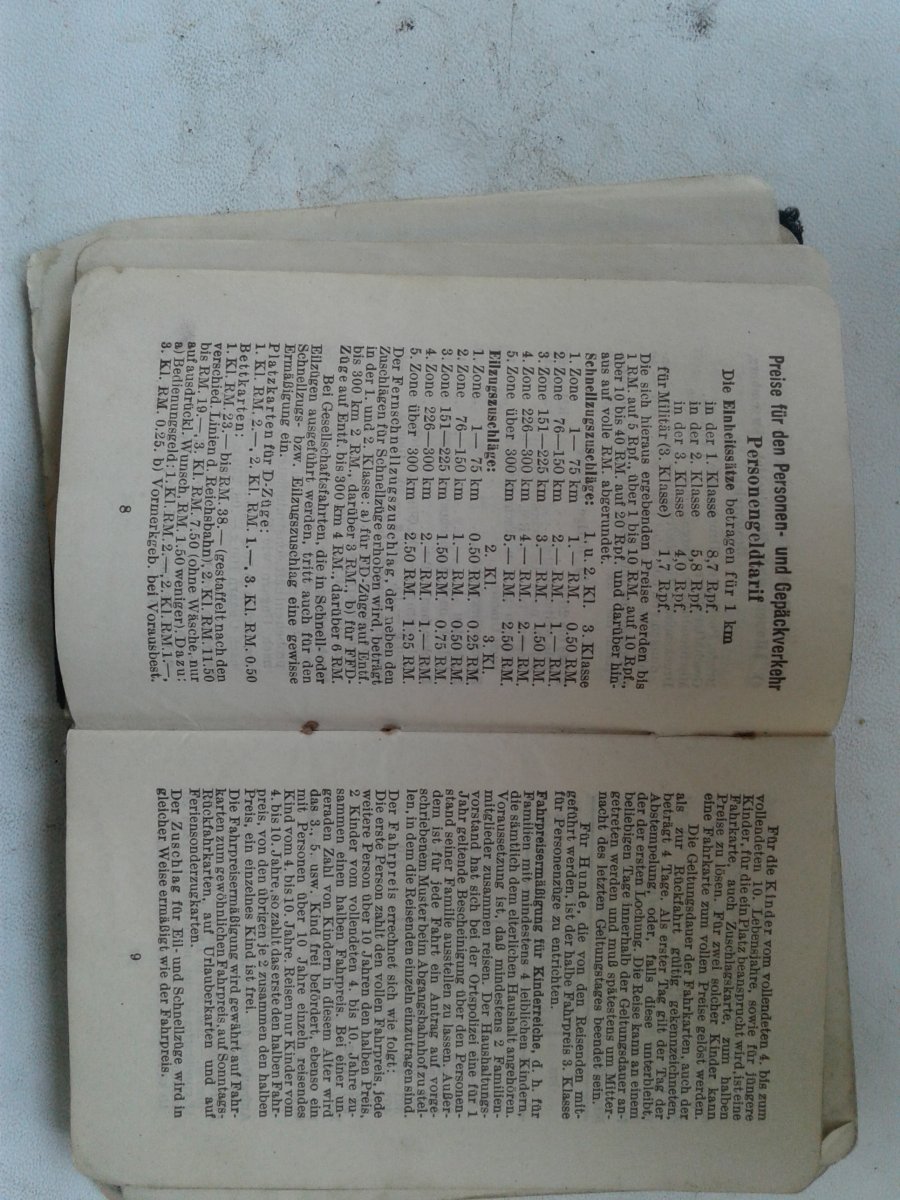 Preise für den Personen- und Gepäckverkehr
Personengeldtarif
Die Einheitssätze betragen für 1 km
in der 1. Klasse 8,7 Rpf.
in der 2. Klasse 5,8 Rpf.
in der 3. Klasse 4,0 Rpf.
für Militär (3. Klasse) 1,7 Rpf.
Die sich hieraus ergebenden Preise werden bis
1 RM. auf 5 Rpf., über 1 bis 10 RM. auf 10 Rpf.,
über 10 bis 40 RM. auf 20 Rpf. und darüber hin-
aus auf volle RM. abgerundet.
Schnellzugszuschläge: 1. u. 2. Kl. 3. Klasse
1. Zone 1— 75 km 1.— RM. 0.50 RM.
2. Zone 76—150 km 2.— RM. 1.— RM.
3. Zone 151—225 km 3.— RM. 1.50 RM.
4. Zone 226—300 km 4.— RM. 2.— RM.
5. Zone über 300 km 5.— RM. 2.50 RM.
Eilzugszuschläge: 2. Kl. 3. Kl.
1. Zone 1— 75 km 0.50 RM. 0.25 RM.
2. Zone 76—150 km 1.— RM. 0.50 RM.
3. Zone 151—225 km 1.50 RM. 0.75 RM.
4. Zone 226—300 km 2.— RM. 1.— RM.
5. Zone über 300 km 2.50 RM. 1.25 RM.
Der Fernschnellzugszuschlag, der neben den
Zuschlägen für Schnellzüge erhoben wird, beträgt
in der 1. und 2. Klasse: a) für FD-Züge auf Entf.
bis 300 km 2 RM., darüber 3 RM., b) für FFD-
Züge auf Entf. bis 300 km 4 RM., darüber 6 RM.
Bei Gesellschaftsfahrten, die in Schnell- oder
Eilzügen ausgeführt werden, tritt auch für den
Schnellzugs- bzw. Eilzugszuschlag eine gewisse
Ermäßigung ein.
Platzkarten für D-Züge:
1. Kl. RM. 2.—, 2. Kl. RM. 1.—, 3. Kl. RM. 0.50
Bettkarten:
1. Kl. RM. 23.— bis RM. 38.— (gestaffelt nach den
verschied. Linien d. Reichsbahn), 2. Kl. RM. 11.50
bis RM. 19.—, 3. Kl. RM. 7.50 (ohne Wäsche, nur
auf ausdrückl. Wunsch, RM. 1.50 weniger). Dazu:
a) Bedienungsgeld: 1. Kl. RM. 2.—, 2. Kl. RM. 1.—,
3. Kl. RM. 0.25. b) Vormerkgeb. bei Vorausbest.
8
Für die Kinder vom vollendeten 4. bis zum
vollendeten 10. Lebensjahre, sowie für jüngere
Kinder, für die ein Platz beansprucht wird, ist eine
Fahrkarte, auch Zuschlagskarte, zum halben
Preise zu lösen. Für zwei solcher Kinder kann
eine Fahrkarte zum vollen Preise gelöst werden.
Die Geltungsdauer der Fahrkarten, auch der
als zur Rückfahrt gültig gekennzeichneten,
beträgt 4 Tage. Als erster Tag gilt der Tag der
Abstempelung, oder, falls diese unterbleibt,
der der ersten Lochung. Die Reise kann an einem
beliebigen Tage innerhalb der Geltungsdauer an-
getreten werden und muß spätestens um Mitter-
nacht des letzten Geltungstages beendet sein.
Für Hunde, die von den Reisenden mit-
geführt werden, ist der halbe Fahrpreis 3. Klasse
für Personenzüge zu entrichten.
Fahrpreisermäßigung für Kinderreiche, d. h. für
Familien mit mindestens 4 leiblichen Kindern,
die sämtlich dem elterlichen Haushalt angehören.
Voraussetzung ist, daß mindestens 2 Familien-
mitglieder zusammen reisen. Der Haushaltungs-
vorstand hat sich bei der Ortspolizei eine für 1
Jahr geltende Bescheinigung über den Personen-
stand seiner Familie ausstellen zu lassen. Außer-
dem ist für jede Fahrt ein Antrag auf vorge-
schriebenem Muster beim Abgangsbahnhof zu stel-
len, in dem die Reisenden einzeln einzutragen sind.
Der Fahrpreis errechnet sich wie folgt:
Die erste Person zahlt den vollen Fahrpreis, jede
weitere Person über 10 Jahren den halben Preis,
2 Kinder vom vollendeten 4. bis 10. Jahre zu-
sammen einen halben Fahrpreis. Bei einer un-
geraden Zahl von Kindern in diesem Alter wird
das 3., 5. usw. Kind frei befördert, ebenso ein
mit Personen über 10 Jahre einzeln reisendes
Kind vom 4. bis 10. Jahre. Reisen nur Kinder vom
4. bis 10. Jahre, so zahlt das erste den halben Fahr-
preis, von den übrigen je 2 zusammen den halben
Preis, ein einzelnes Kind ist frei.
Die Fahrpreisermäßigung wird gewährt auf Fahr-
karten zum gewöhnlichen Fahrpreis, auf Sonntags-
Rückfahrkarten, auf Urlauberkarten und auf
Feriensonderzugkarten.
Der Zuschlag für Eil- und Schnellzüge wird in
gleicher Weise ermäßigt wie der Fahrpreis.
9